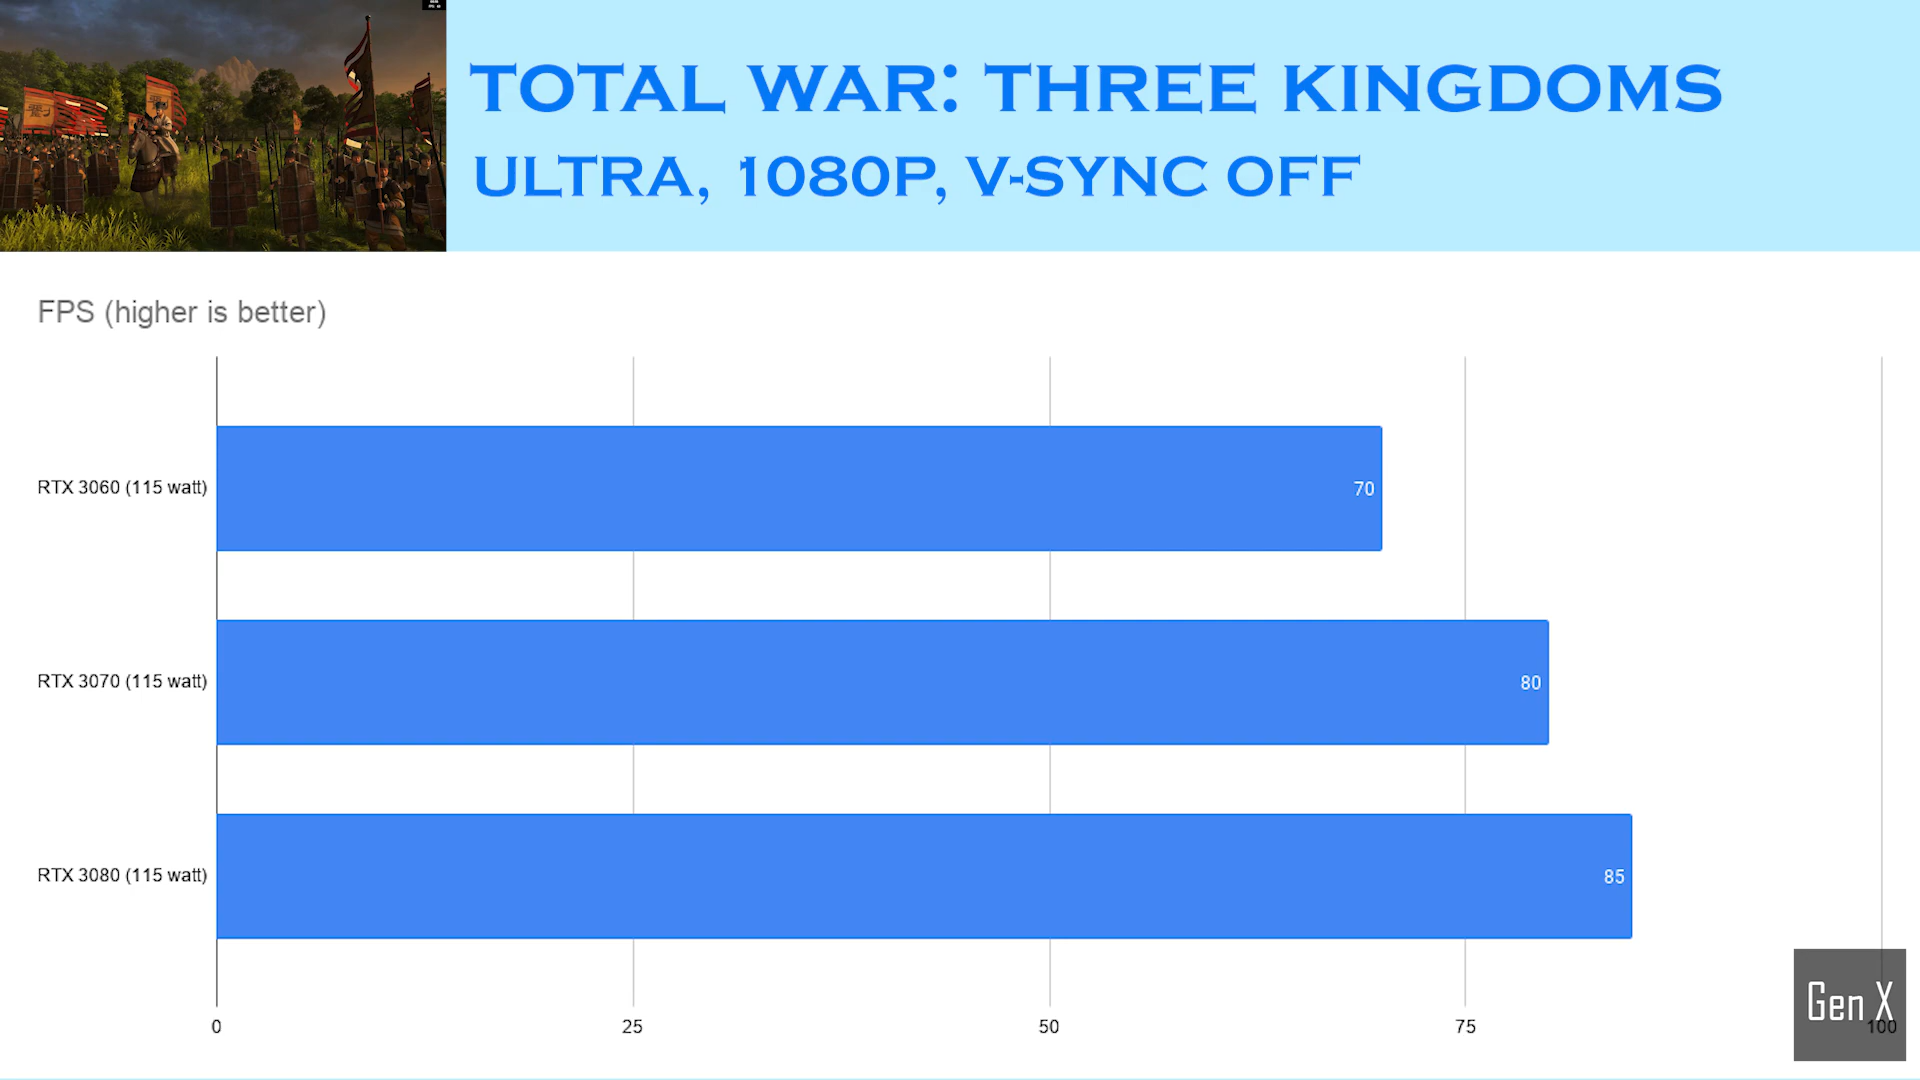 TOTAL WAR: THREE KINGDOMS
ULTRA, 1080P, V-SYNC OFF
FPS (higher is better)
RTX 3060 (115 watt)
70
RTX 3070 (115 watt)
80
RTX 3080 (115 watt)
85
0
25
50
75
100
Gen X